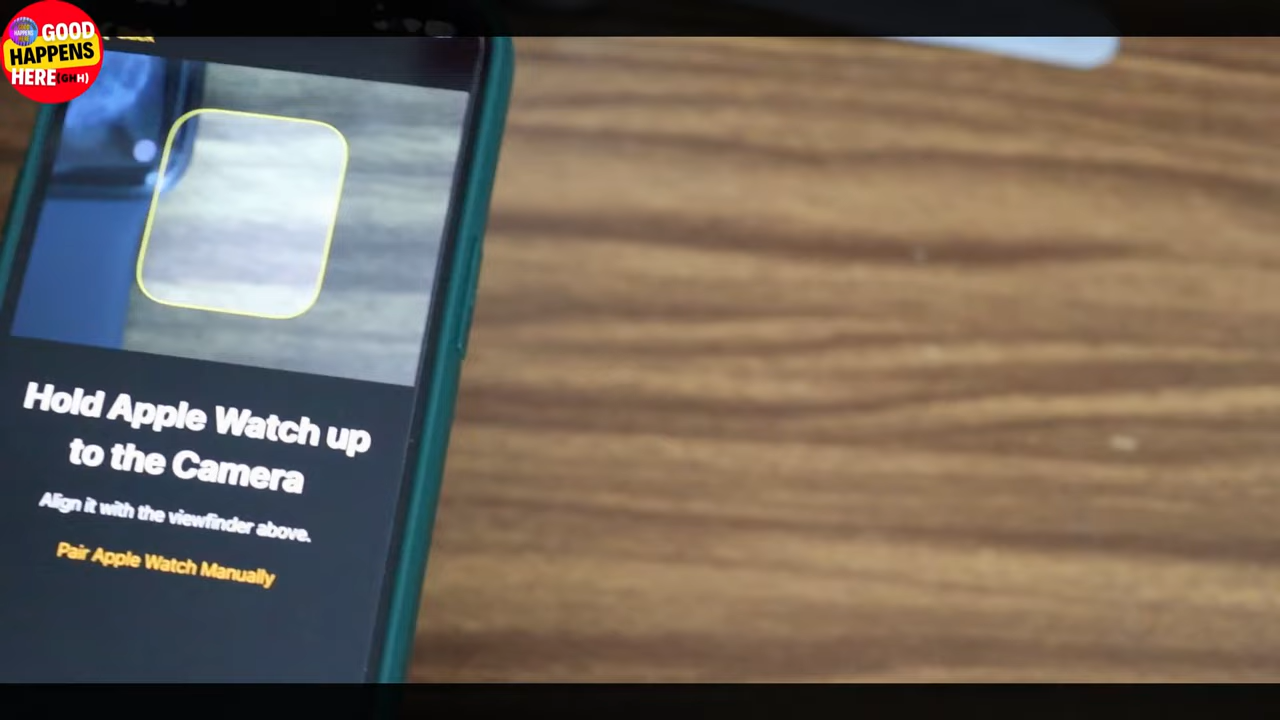 GOOD
HAPPENS
HERE(GHH)
Hold Apple Watch up
to the Camera
Align it with the viewfinder above.
Pair Apple Watch Manually